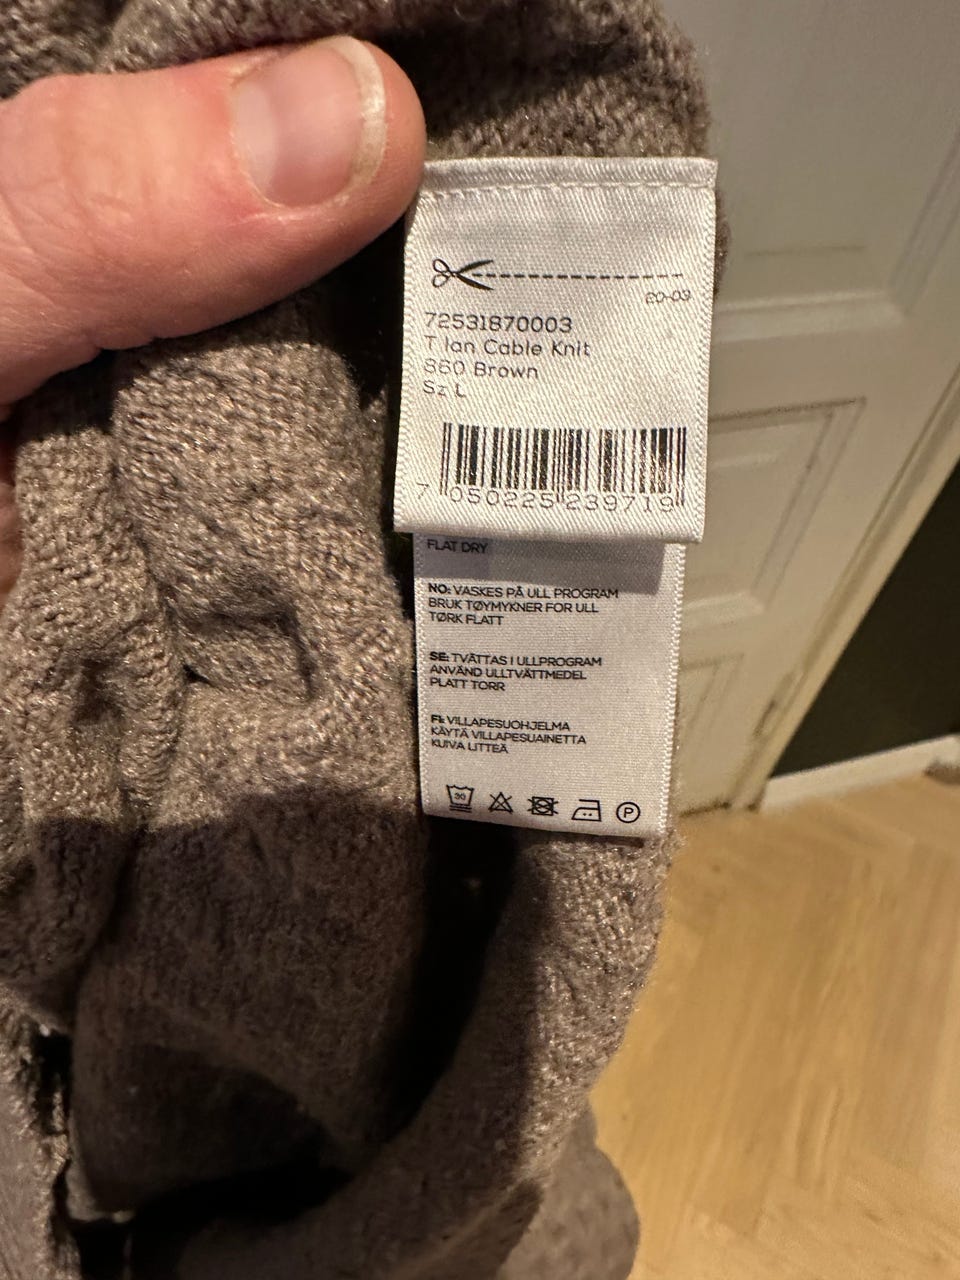 20-03
72531870003
T Ian Cable Knit
860 Brown
Sz L
7 050225 239719
FLAT DRY
NO: VASKES PÅ ULL PROGRAM
BRUK TØYMYKNER FOR ULL
TØRK FLATT
SE: TVÄTTAS I ULLPROGRAM
ANVÄND ULLTVÄTTMEDEL
PLATT TORR
FI: VILLAPESUOHJELMA
KÄYTÄ VILLAPESUAINETTA
KUIVA LITTEÄ
30
P